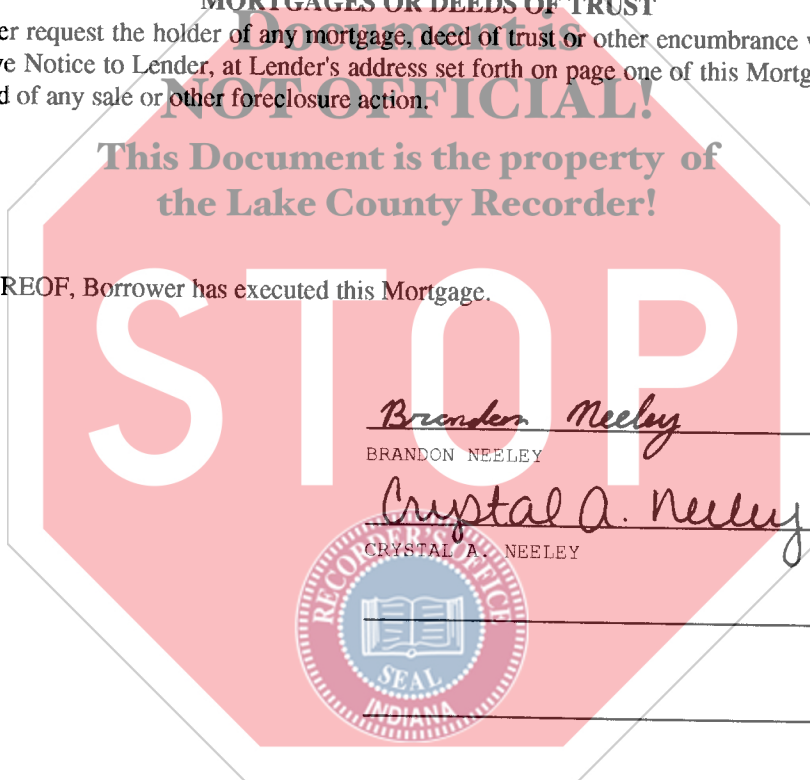 MORTGAGES OR DEEDS OF TRUST
Document is
er request the holder of any mortgage, deed of trust or other encumbrance
e Notice to Lender, at Lender's address set forth on page one of this Mortg
d of any sale or other foreclosure action.
NOT OFFICIAL!
This Document is the property of
the Lake County Recorder!
REOF, Borrower has executed this Mortgage.
STOP
Brandon Neeley
BRANDON NEELEY
Crystal A. Neeley
CRYSTAL A. NEELEY
RECORDER'S OFFICE
SEAL
INDIANA